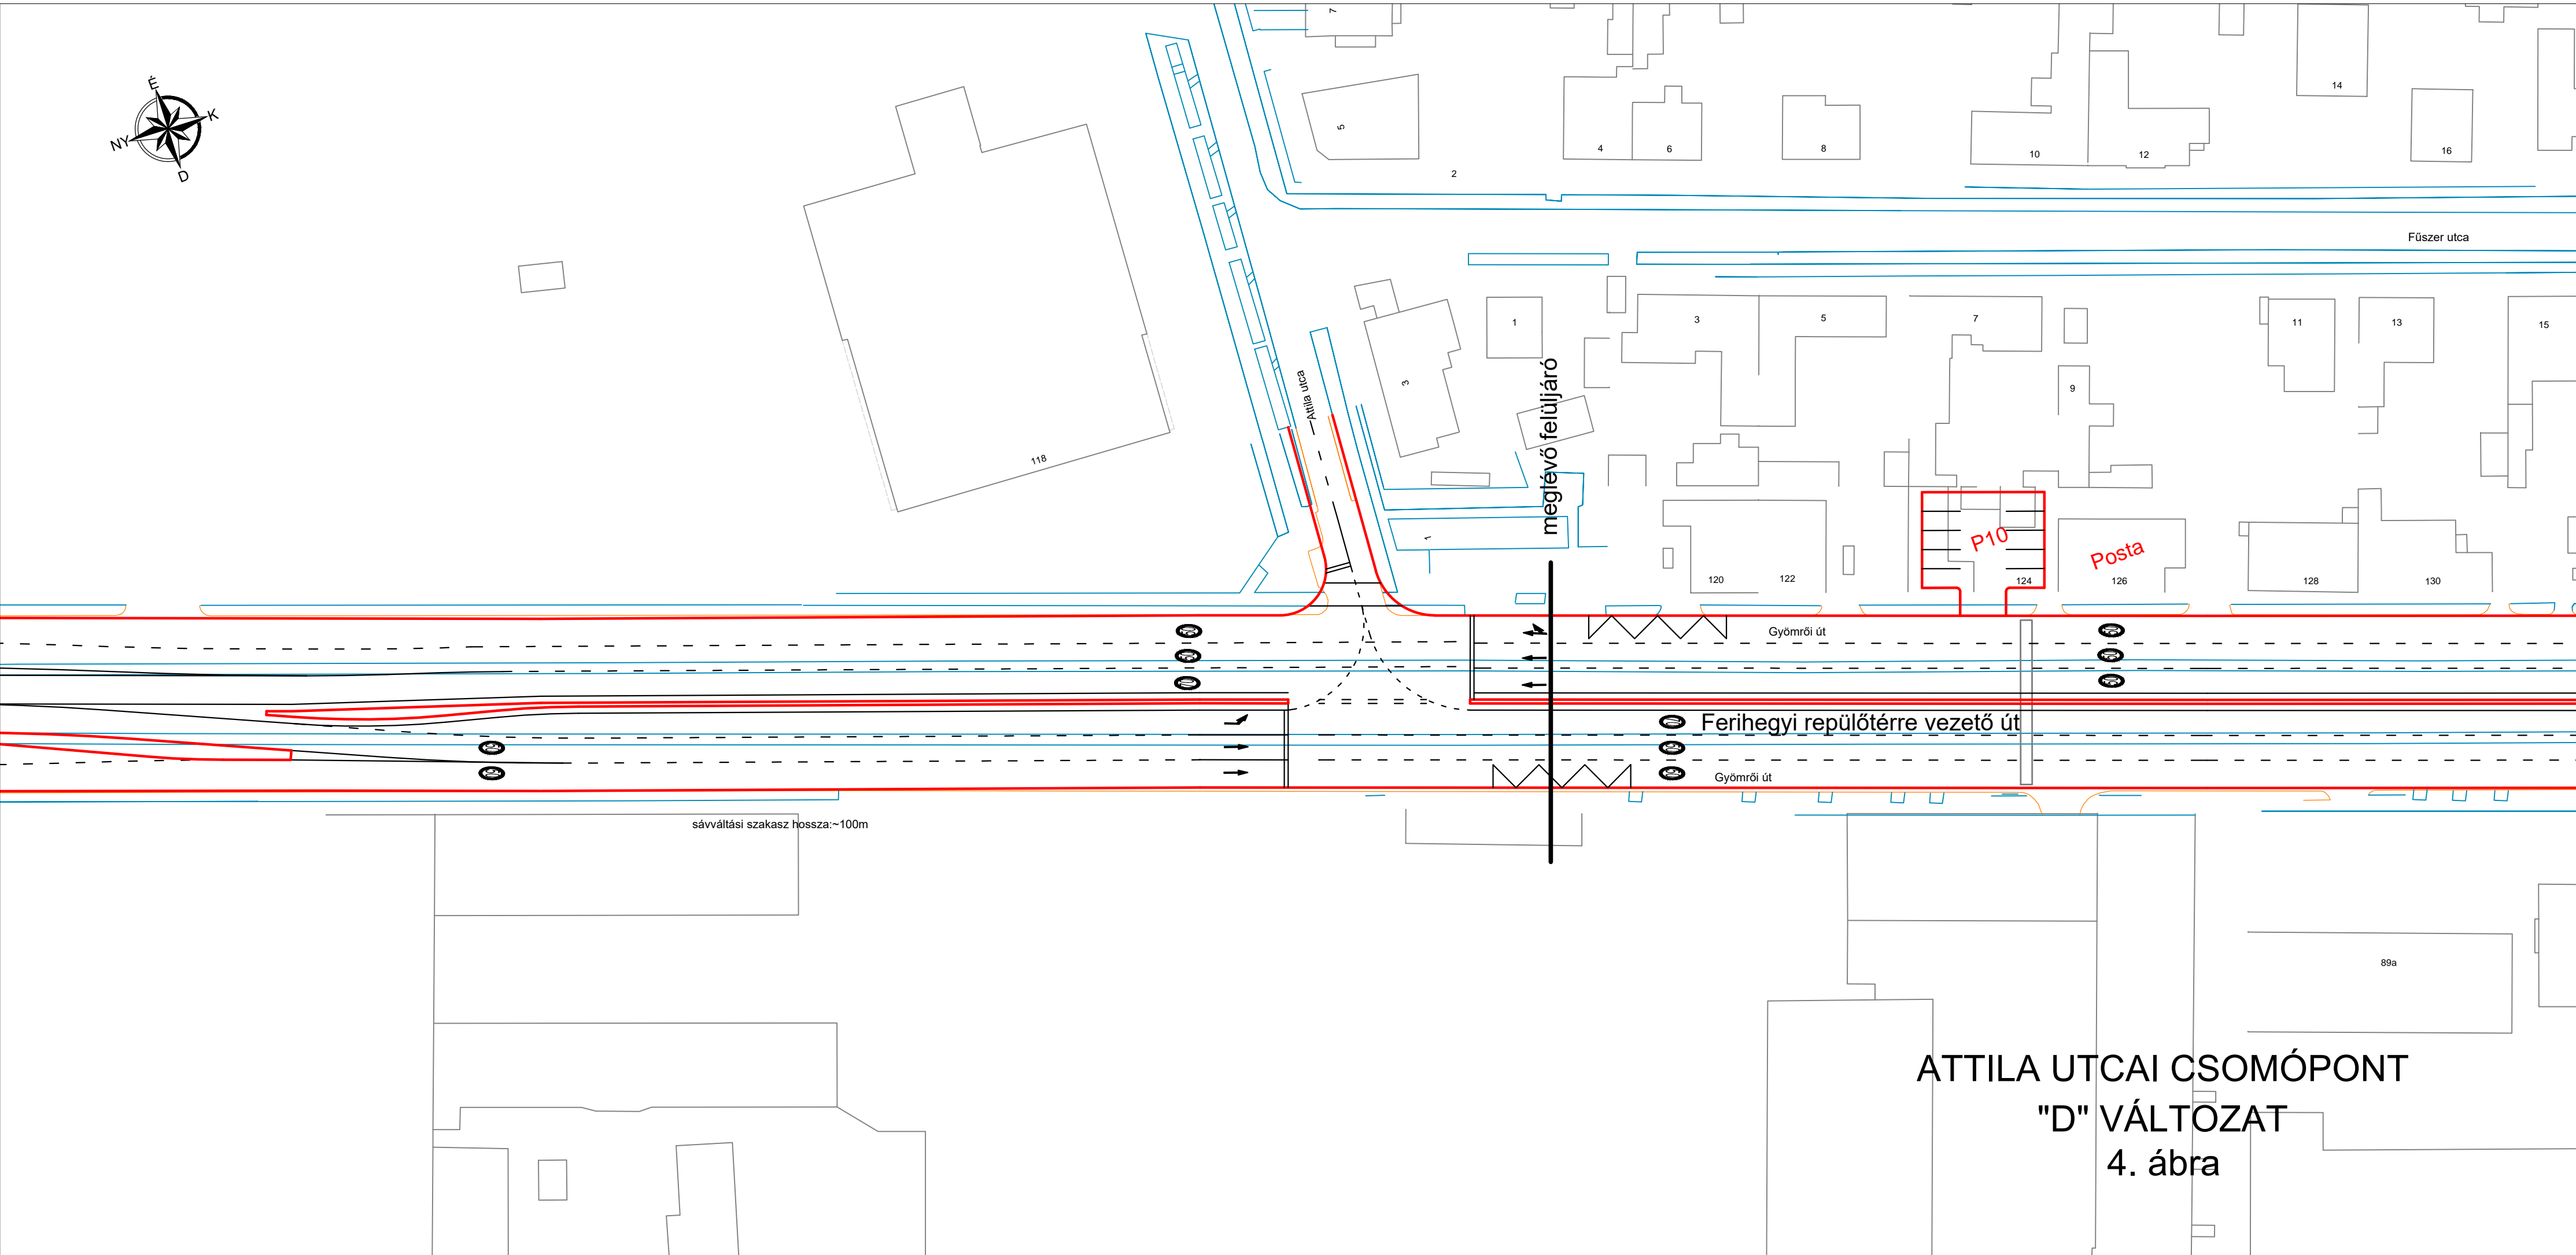 7
É
K
NY
D
14
5
4
6
8
10
12
16
2
Fűszer utca
1
3
5
7
11
13
15
Attila utca
3
meglévő felüljáró
9
118
1
P10
Posta
120
122
124
126
128
130
Gyömrői út
Ferihegyi repülőtérre vezető út
Gyömrői út
sávváltási szakasz hossza:~100m
89a
ATTILA UTCAI CSOMÓPONT
"D" VÁLTOZAT
4. ábra